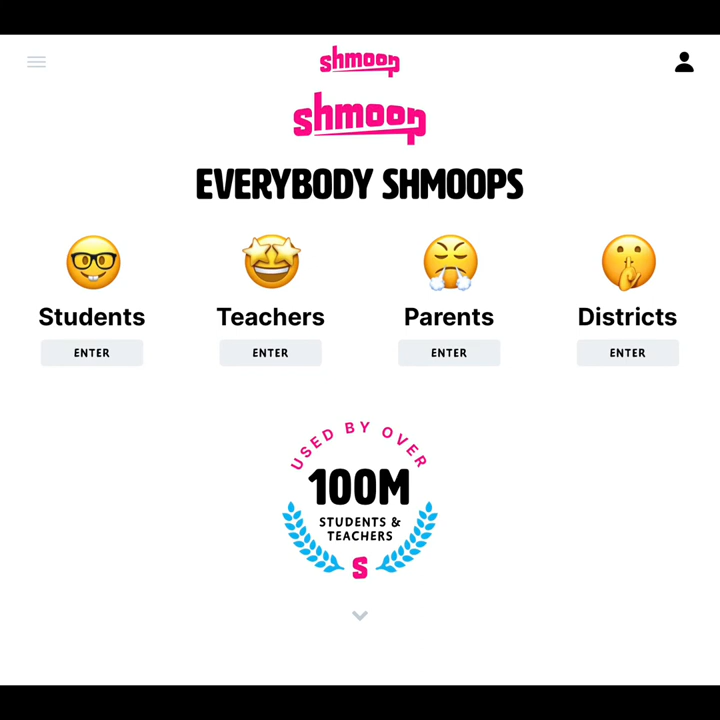 shmoop
shmoop
EVERYBODY SHMOOPS
Students
Teachers
Parents
Districts
ENTER
ENTER
ENTER
ENTER
USED BY OVER
100M
STUDENTS &
TEACHERS
S